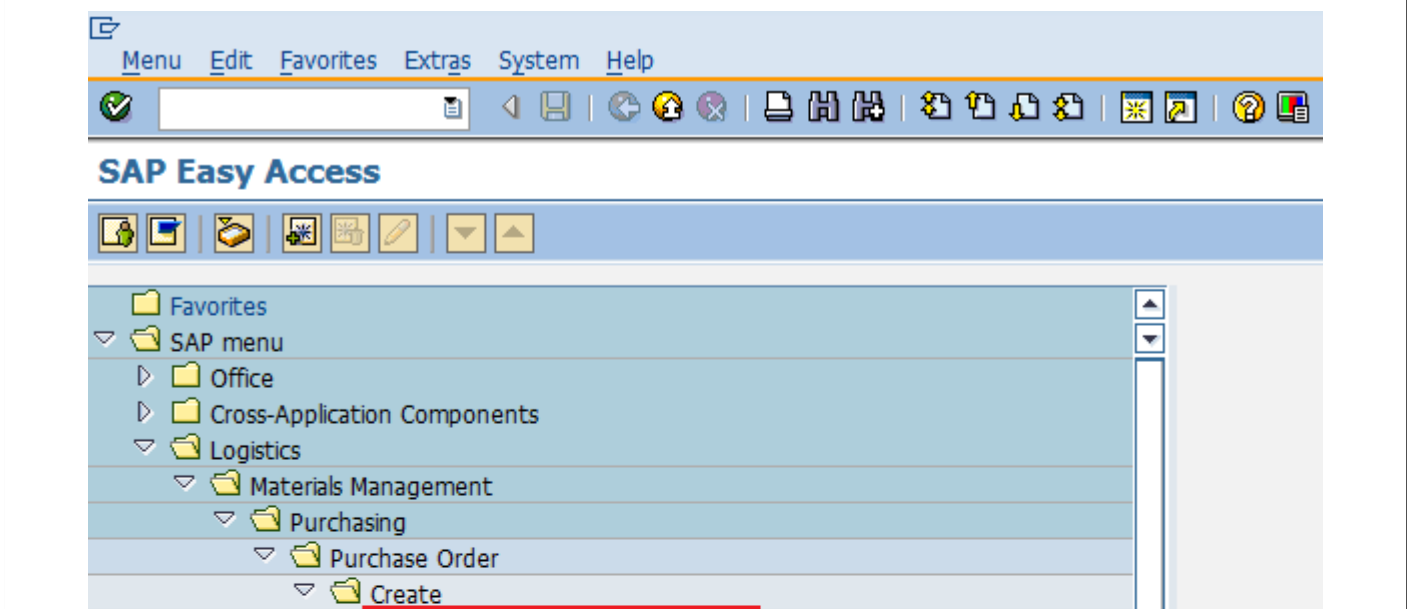 Menu Edit Favorites Extras System Help
SAP Easy Access
Favorites
SAP menu
Office
Cross-Application Components
Logistics
Materials Management
Purchasing
Purchase Order
Create